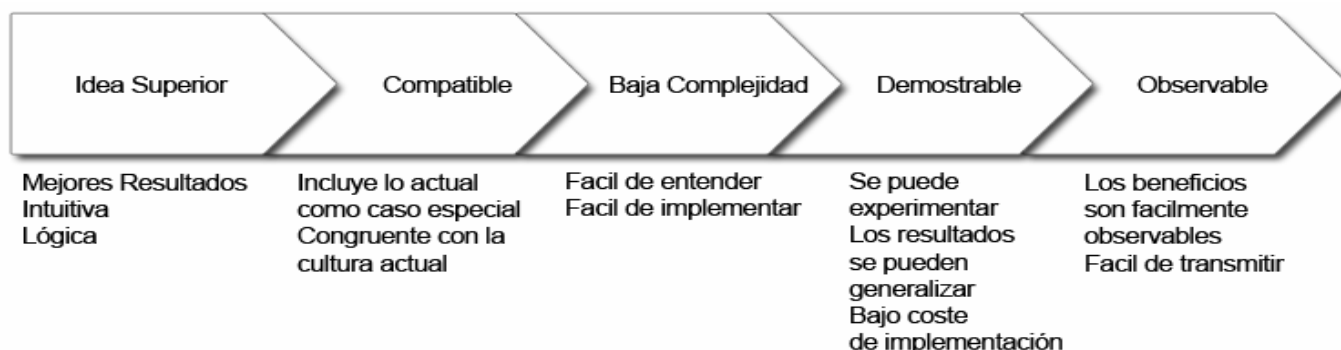 Idea Superior
Compatible
Baja Complejidad
Demostrable
Observable
Mejores Resultados
Intuitiva
Lógica
Incluye lo actual
como caso especial
Congruente con la
cultura actual
Facil de entender
Facil de implementar
Se puede
experimentar
Los resultados
se pueden
generalizar
Bajo coste
de implementación
Los beneficios
son facilmente
observables
Facil de transmitir